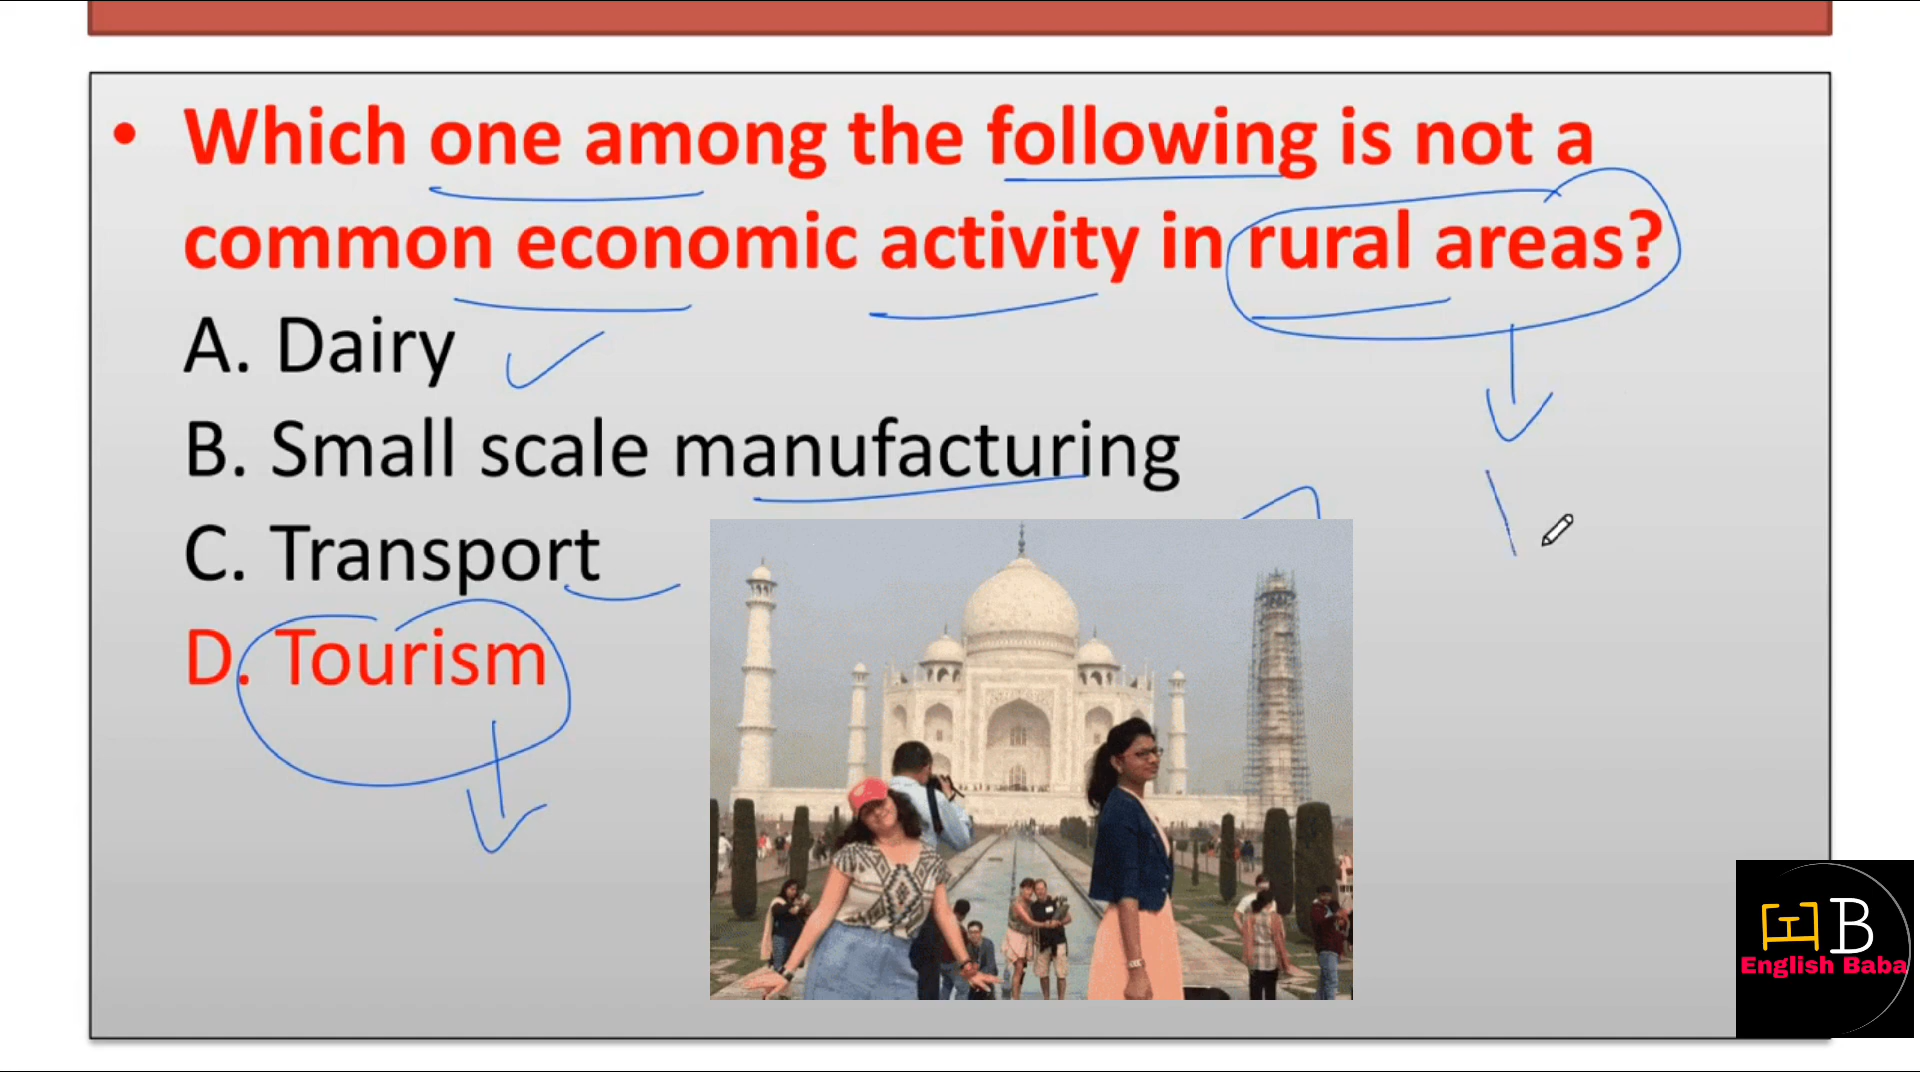 • Which one among the following is not a
common economic activity in rural areas?
A. Dairy
B. Small scale manufacturing
C. Transport
D. Tourism
EB
English Baba